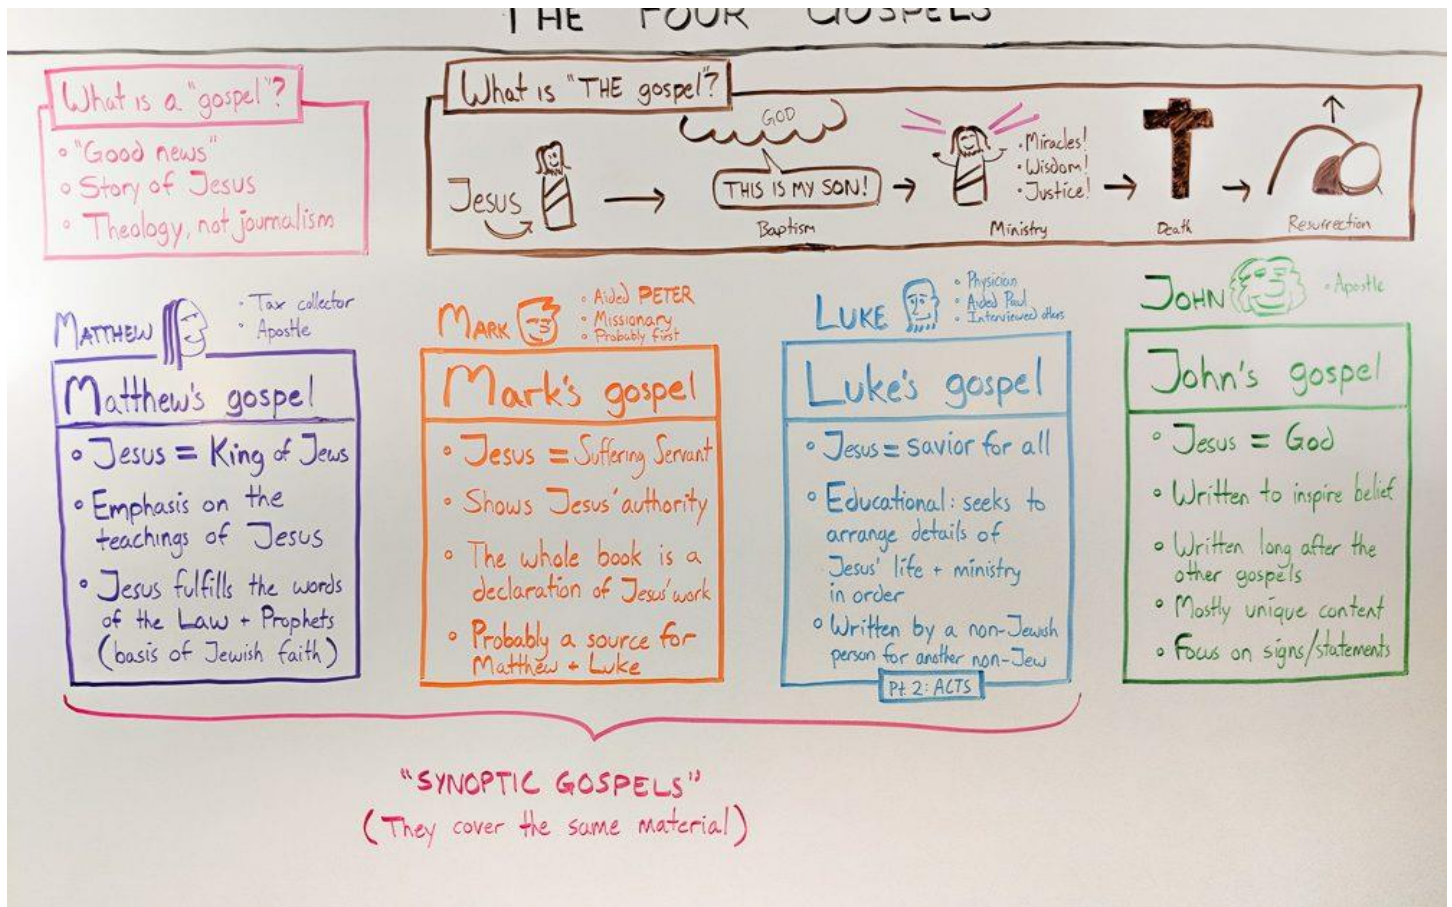 THE FOUR GOSPELS
What is a "gospel"?
• "Good news"
• Story of Jesus
• Theology, not journalism
What is "THE gospel"?
Jesus
GOD
THIS IS MY SON!
Baptism
• Miracles!
• Wisdom!
• Justice!
Ministry
Death
Resurrection
MATTHEW
• Tax collector
• Apostle
Matthew's gospel
• Jesus = King of Jews
• Emphasis on the
teachings of Jesus
• Jesus fulfills the words
of the Law + Prophets
(basis of Jewish faith)
MARK
• Aided PETER
• Missionary
• Probably first
Mark's gospel
• Jesus = Suffering Servant
• Shows Jesus' authority
• The whole book is a
declaration of Jesus' work
• Probably a source for
Matthew + Luke
LUKE
• Physician
• Aided Paul
• Interviewed others
Luke's gospel
• Jesus = Savior for all
• Educational: seeks to
arrange details of
Jesus' life + ministry
in order
• Written by a non-Jewish
person for another non-Jew
Pt. 2: ACTS
JOHN
• Apostle
John's gospel
• Jesus = God
• Written to inspire belief
• Written long after the
other gospels
• Mostly unique content
• Focus on signs/statements
"SYNOPTIC GOSPELS"
(They cover the same material)